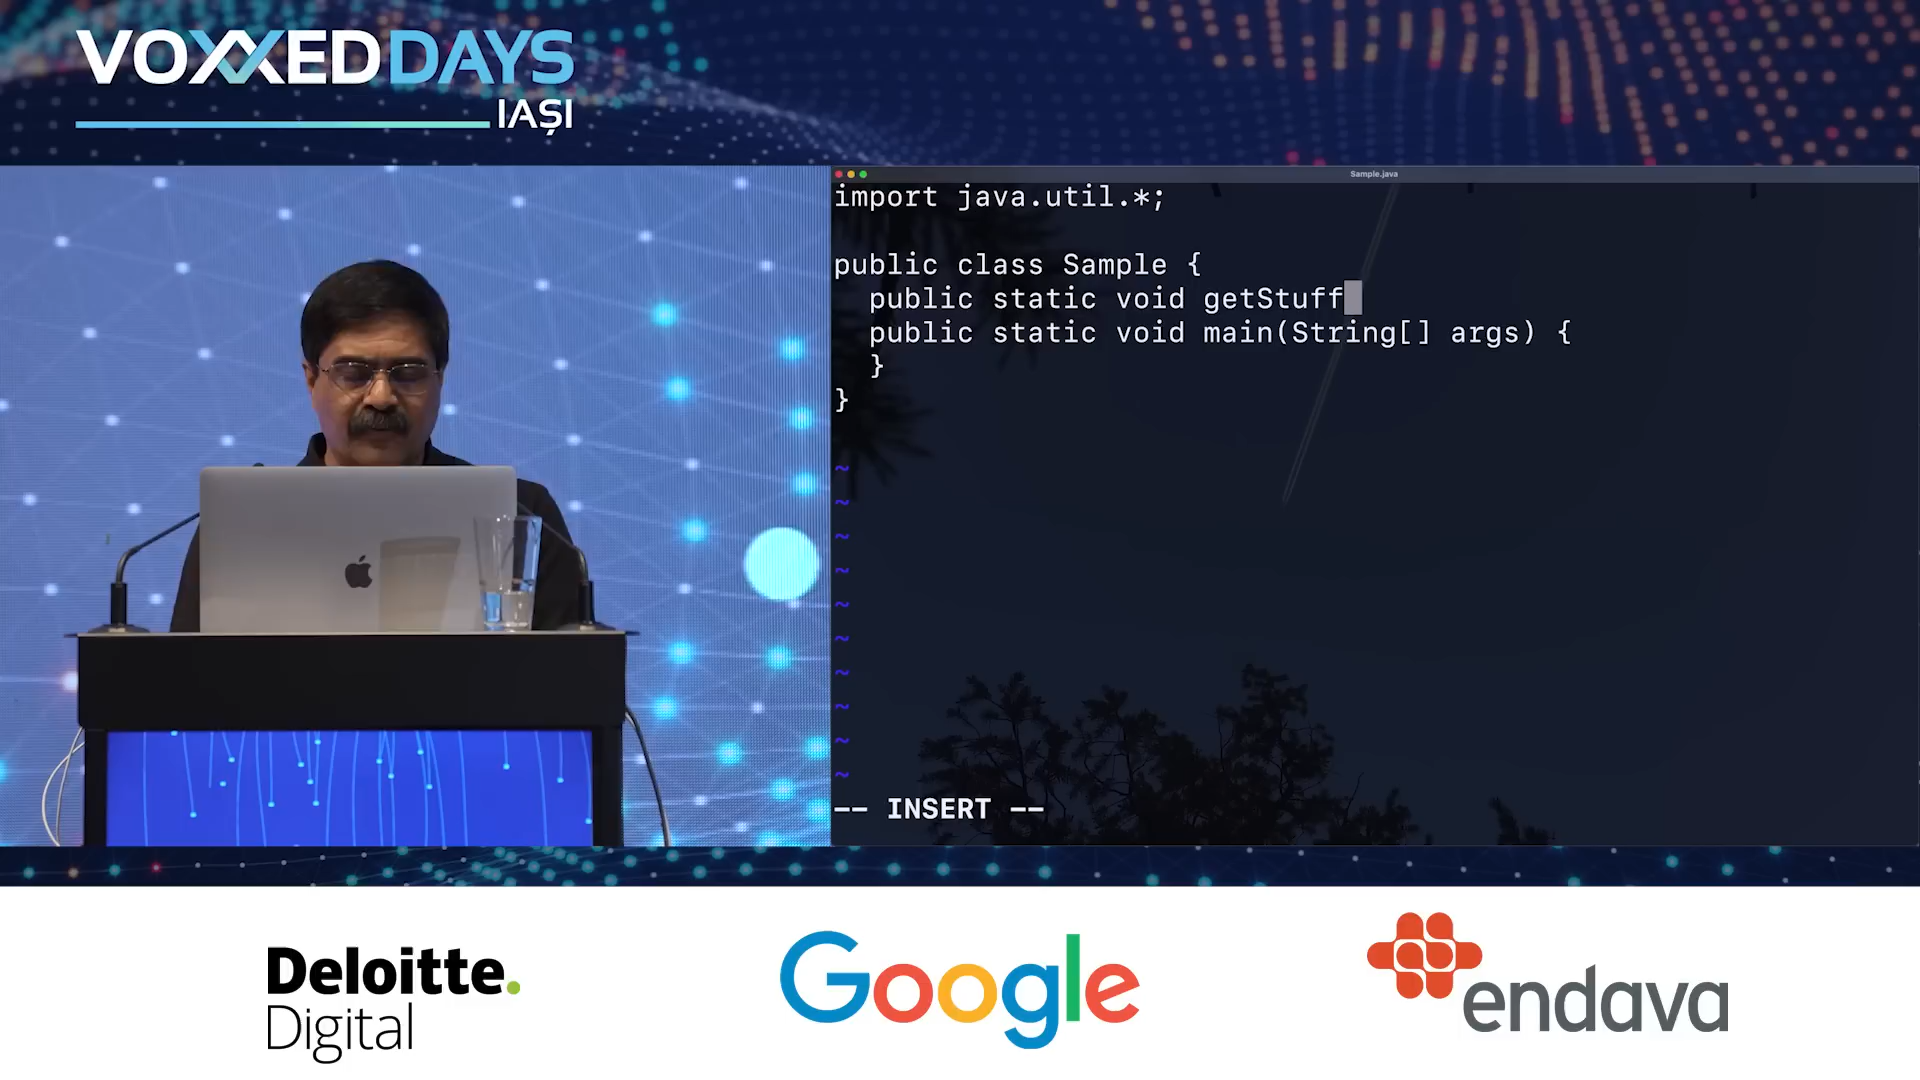 VOXXEDDAYS
IAȘI
Sample.java
import java.util.*;
public class Sample {
  public static void getStuff
  public static void main(String[] args) {
  }
}
~
~
~
~
~
~
~
~
~
~
-- INSERT --
Deloitte.
Digital
Google
endava